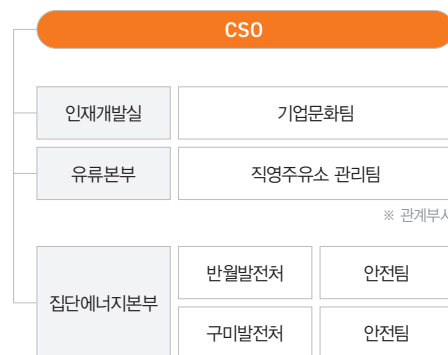 CSO
인재개발실 기업문화팀
유류본부 직영주유소 관리팀
※ 관계부서
집단에너지본부
반월발전처 안전팀
구미발전처 안전팀